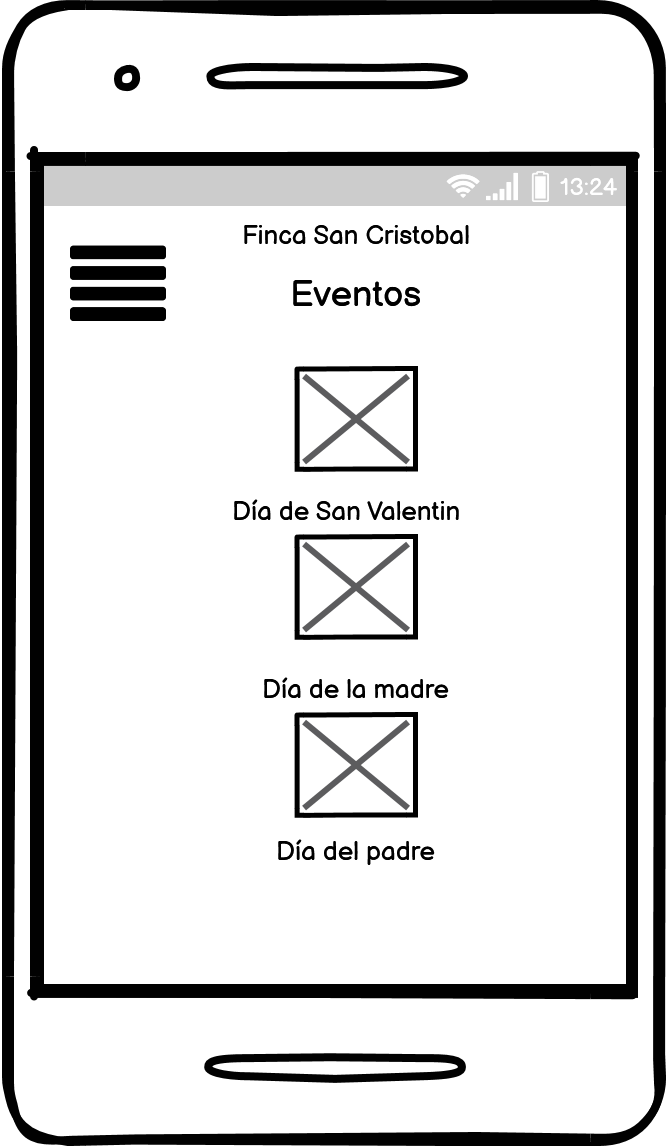 13:24
Finca San Cristobal
Eventos
Día de San Valentin
Día de la madre
Día del padre